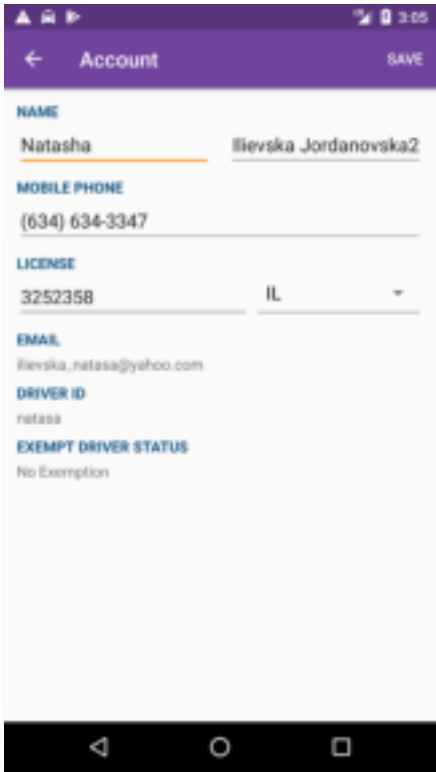 3:05
Account SAVE
NAME
Natasha Ilievska Jordanovska2
MOBILE PHONE
(634) 634-3347
LICENSE
3252358 IL
EMAIL
ilievska_natasa@yahoo.com
DRIVER ID
natasa
EXEMPT DRIVER STATUS
No Exemption